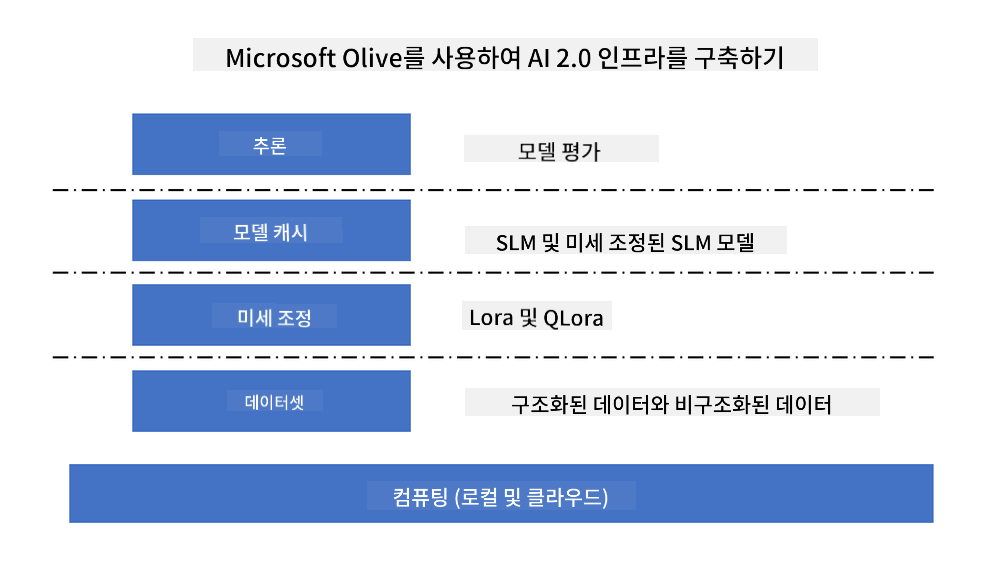 Microsoft Olive를 사용하여 AI 2.0 인프라를 구축하기
추론
모델 평가
모델 캐시
SLM 및 미세 조정된 SLM 모델
미세 조정
Lora 및 QLora
데이터셋
구조화된 데이터와 비구조화된 데이터
컴퓨팅 (로컬 및 클라우드)